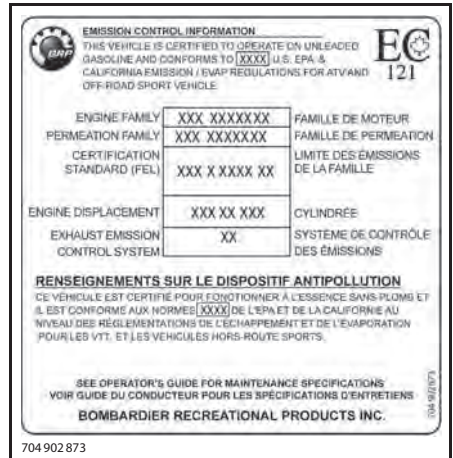 EMISSION CONTROL INFORMATION
THIS VEHICLE IS CERTIFIED TO OPERATE ON UNLEADED
GASOLINE AND CONFORMS TO XXXX U.S. EPA &
CALIFORNIA EMISSION / EVAP REGULATIONS FOR ATV AND
OFF-ROAD SPORT VEHICLE.
BRP
EC
121
ENGINE FAMILY XXX XXXXXXX FAMILLE DE MOTEUR
PERMEATION FAMILY XXX XXXXXXX FAMILLE DE PERMEATION
CERTIFICATION LIMITE DES ÉMISSIONS
STANDARD (FEL) XXX X XXXX XX DE LA FAMILLE
ENGINE DISPLACEMENT XXX XX XXX CYLINDRÉE
EXHAUST EMISSION XX SYSTÈME DE CONTRÔLE
CONTROL SYSTEM DES ÉMISSIONS
RENSEIGNEMENTS SUR LE DISPOSITIF ANTIPOLLUTION
CE VÉHICULE EST CERTIFIÉ POUR FONCTIONNER À L'ESSENCE SANS PLOMB ET
IL EST CONFORME AUX NORMES XXXX DE L'EPA ET DE LA CALIFORNIE AU
NIVEAU DES RÉGLEMENTATIONS DE L'ÉCHAPPEMENT ET DE L'ÉVAPORATION
POUR LES VTT. ET LES VÉHICULES HORS-ROUTE SPORTS.
SEE OPERATOR'S GUIDE FOR MAINTENANCE SPECIFICATIONS
VOIR GUIDE DU CONDUCTEUR POUR LES SPÉCIFICATIONS D'ENTRETIENS
BOMBARDIER RECREATIONAL PRODUCTS INC.
704902873
704902873